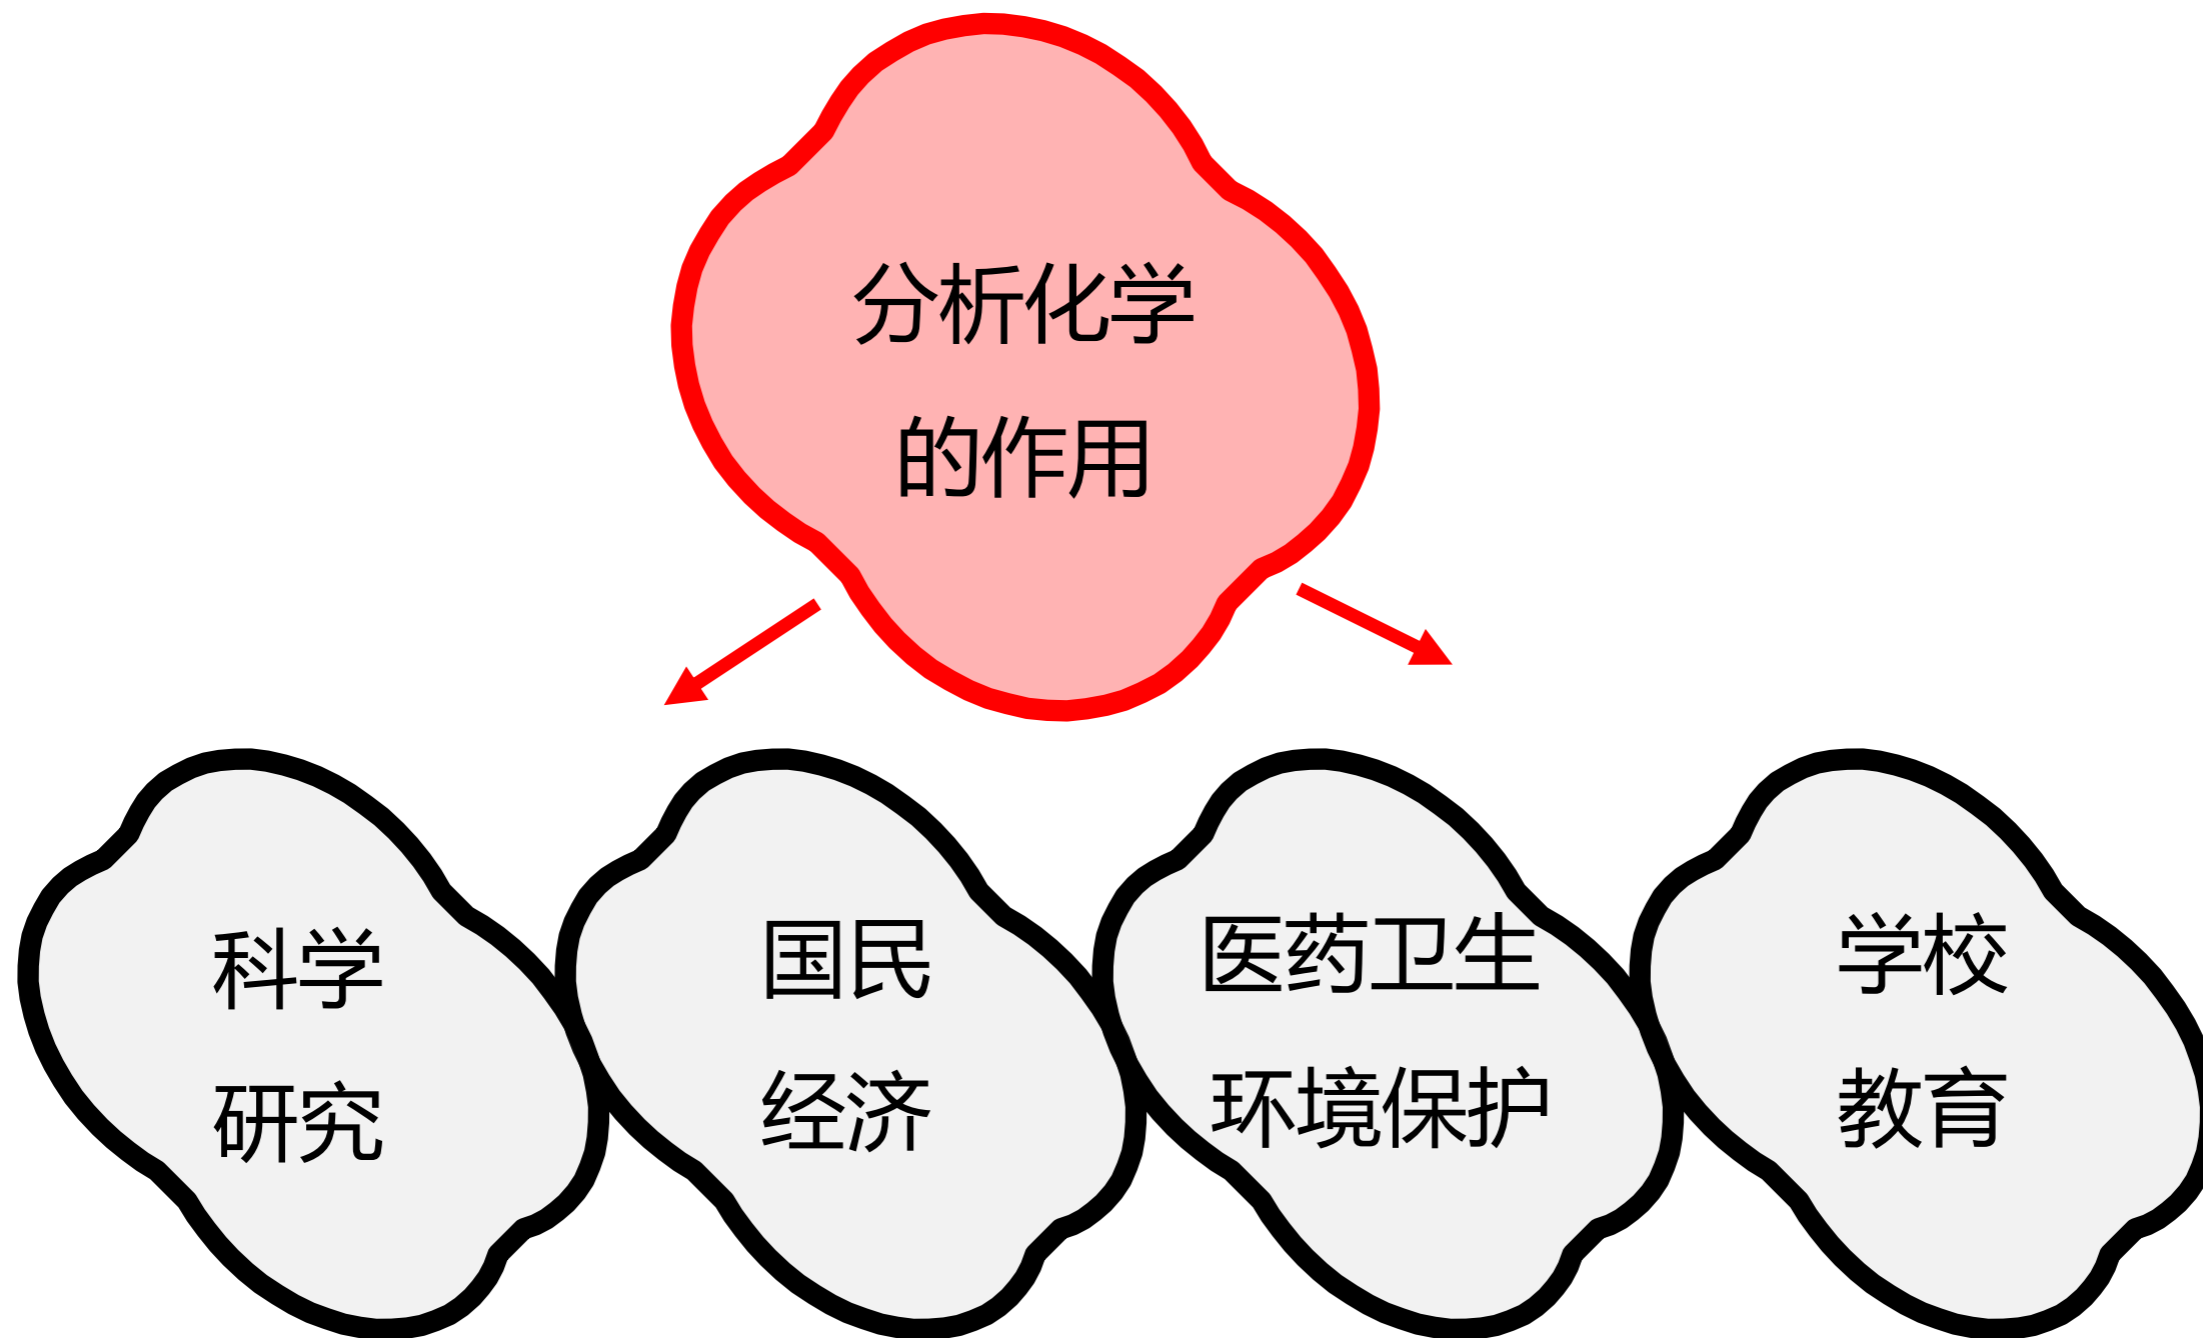 分析化学
的作用
科学
研究
国民
经济
医药卫生
环境保护
学校
教育